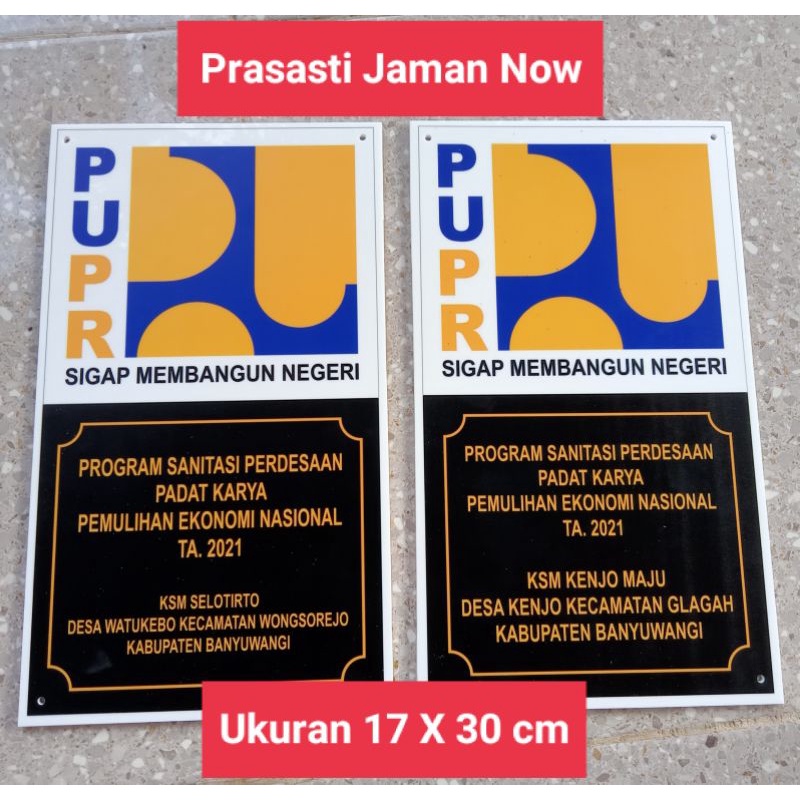 Prasasti Jaman Now
PUPR
SIGAP MEMBANGUN NEGERI
PROGRAM SANITASI PERDESAAN
PADAT KARYA
PEMULIHAN EKONOMI NASIONAL
TA. 2021
KSM SELOTIRTO
DESA WATUKEBO KECAMATAN WONGSOREJO
KABUPATEN BANYUWANGI
PUPR
SIGAP MEMBANGUN NEGERI
PROGRAM SANITASI PERDESAAN
PADAT KARYA
PEMULIHAN EKONOMI NASIONAL
TA. 2021
KSM KENJO MAJU
DESA KENJO KECAMATAN GLAGAH
KABUPATEN BANYUWANGI
Ukuran 17 X 30 cm